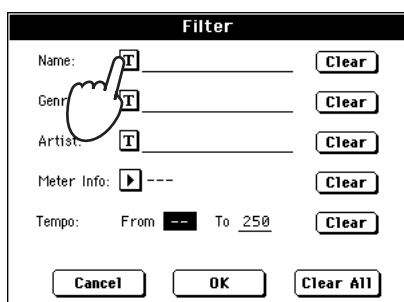 Filter
Name: T Clear
Genr T Clear
Artist: T Clear
Meter Info: --- Clear
Tempo: From -- To 250 Clear
Cancel OK Clear All